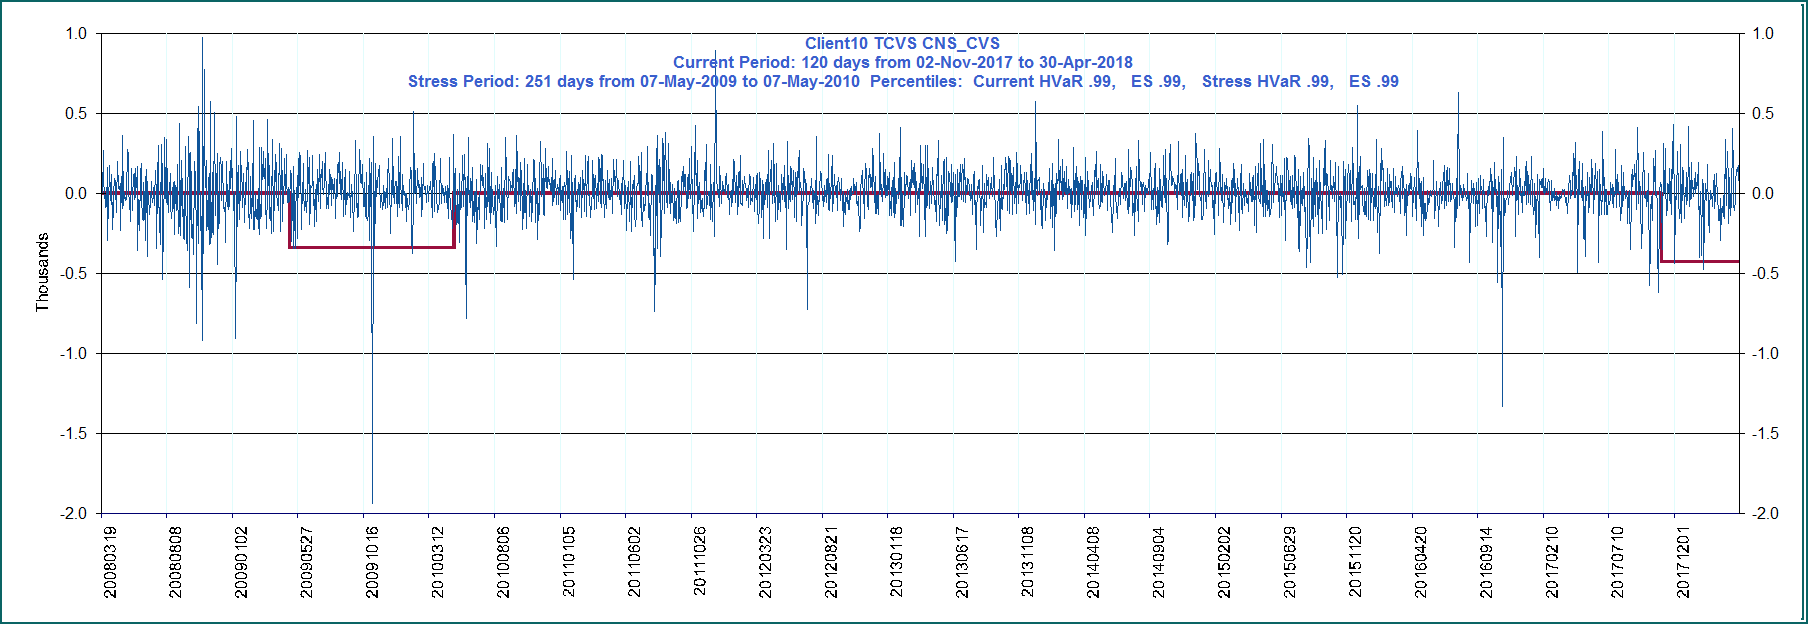 Client10 TCVS CNS_CVS
Current Period: 120 days from 02-Nov-2017 to 30-Apr-2018
Stress Period: 251 days from 07-May-2009 to 07-May-2010  Percentiles:  Current HVaR .99,   ES .99,   Stress HVaR .99,   ES .99
1.0 1.0
0.5 0.5
0.0 0.0
-0.5 -0.5
-1.0 -1.0
-1.5 -1.5
-2.0 -2.0
Thousands
20080319 20080808 20090102 20090527 20091016 20100312 20100806 20110105 20110602 20111026 20120323 20120821 20130118 20130617 20131108 20140408 20140904 20150202 20150629 20151120 20160420 20160914 20170210 20170710 20171201